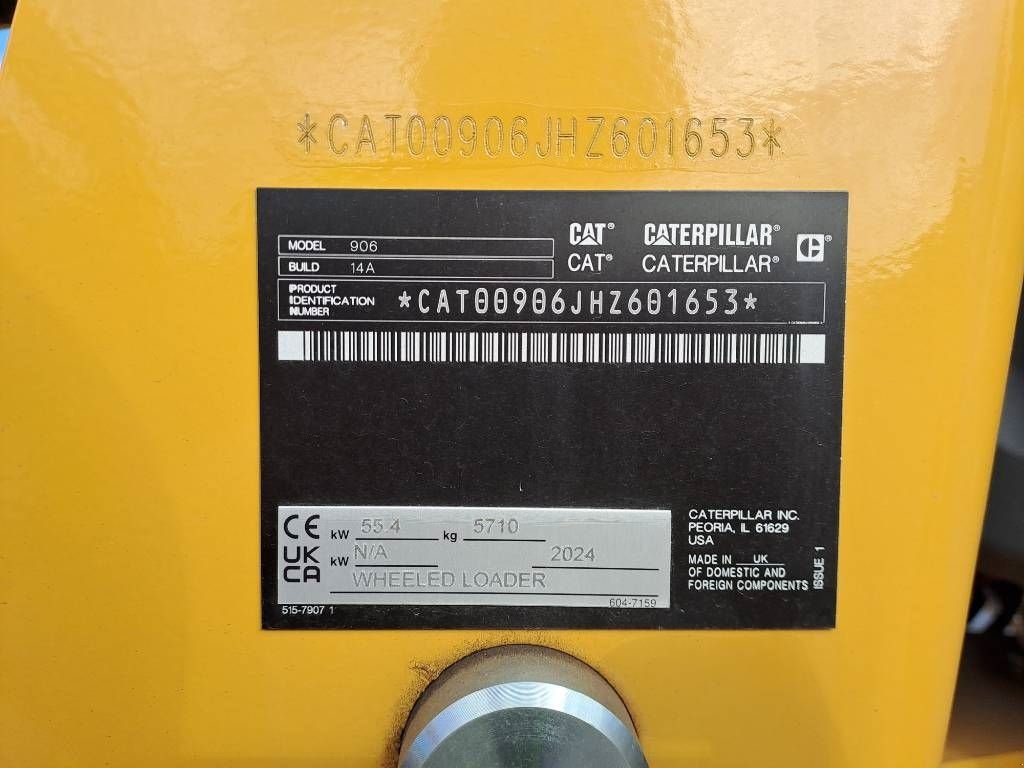 *CAT00906JHZ601653*
MODEL 906
BUILD 14A
CAT® CATERPILLAR® C®
CAT® CATERPILLAR®
PRODUCT
IDENTIFICATION
NUMBER
*CAT00906JHZ601653*
CE kW 55.4 kg 5710
UK
CA kW N/A 2024
WHEELED LOADER
604-7159
515-7907 1
CATERPILLAR INC.
PEORIA, IL 61629
USA
MADE IN UK
OF DOMESTIC AND
FOREIGN COMPONENTS
ISSUE 1